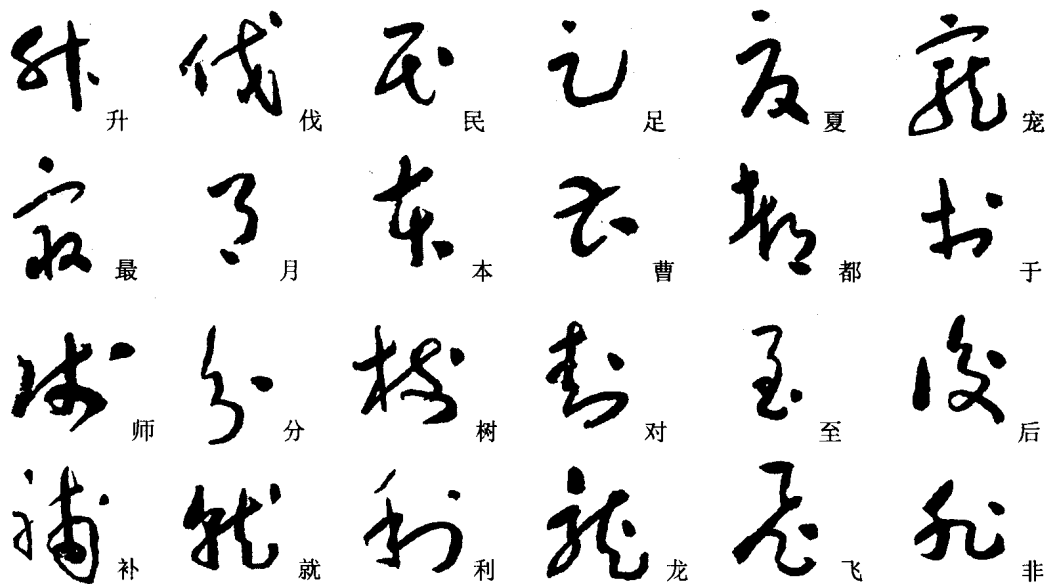 升 伐 民 足 夏 宠
最 月 本 曹 都 于
师 分 树 对 至 后
补 就 利 龙 飞 非